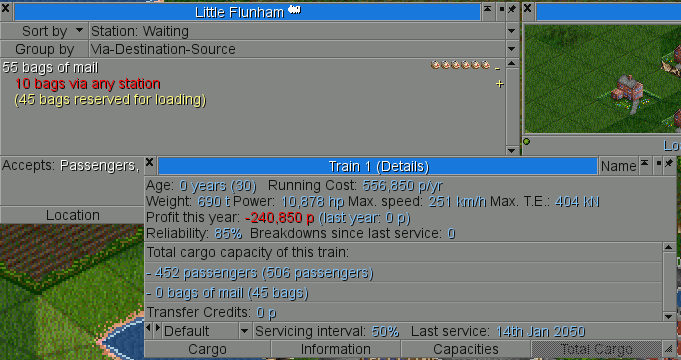 Little Flunham
Sort by Station: Waiting
Group by Via-Destination-Source
55 bags of mail
10 bags via any station
(45 bags reserved for loading)
Accepts: Passengers,
Location
Lo
Train 1 (Details) Name
Age: 0 years (30) Running Cost: 556,850 p/yr
Weight: 690 t Power: 10,878 hp Max. speed: 251 km/h Max. T.E.: 404 kN
Profit this year: -240,850 p (last year: 0 p)
Reliability: 85% Breakdowns since last service: 0
Total cargo capacity of this train:
- 452 passengers (506 passengers)
- 0 bags of mail (45 bags)
Transfer Credits: 0 p
Default Servicing interval: 50% Last service: 14th Jan 2050
Cargo Information Capacities Total Cargo